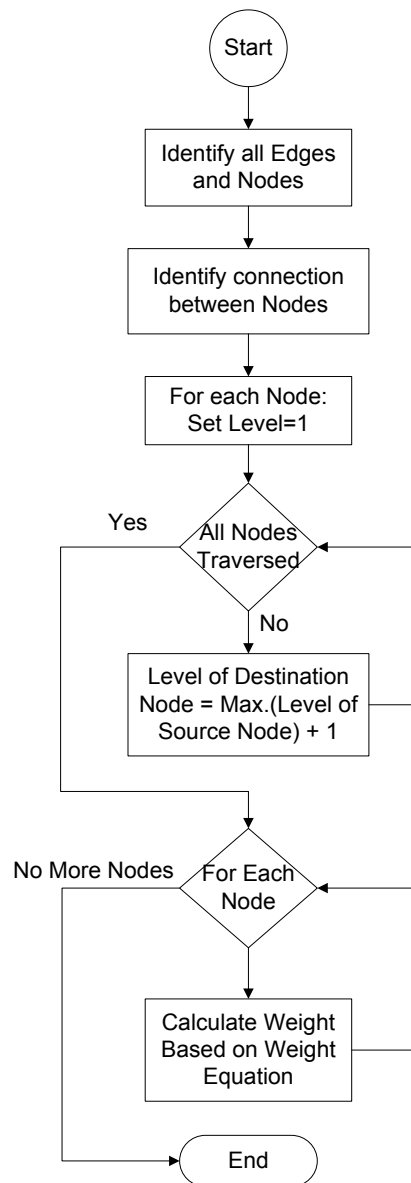 Start
Identify all Edges
and Nodes
Identify connection
between Nodes
For each Node:
Set Level=1
Yes
All Nodes
Traversed
No
Level of Destination
Node = Max.(Level of
Source Node) + 1
No More Nodes
For Each
Node
Calculate Weight
Based on Weight
Equation
End